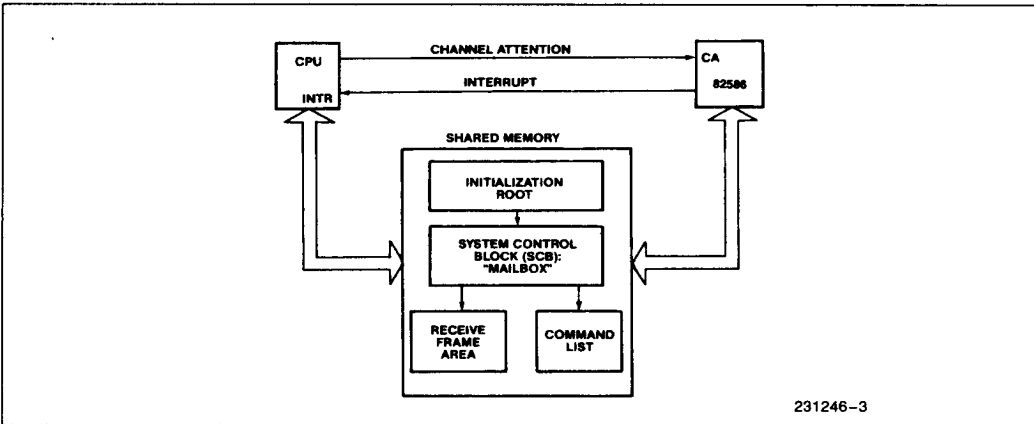 CHANNEL ATTENTION
CPU
CA
INTERRUPT
82586
INTR
SHARED MEMORY
INITIALIZATION
ROOT
SYSTEM CONTROL
BLOCK (SCB):
"MAILBOX"
RECEIVE
FRAME
AREA
COMMAND
LIST
231246-3